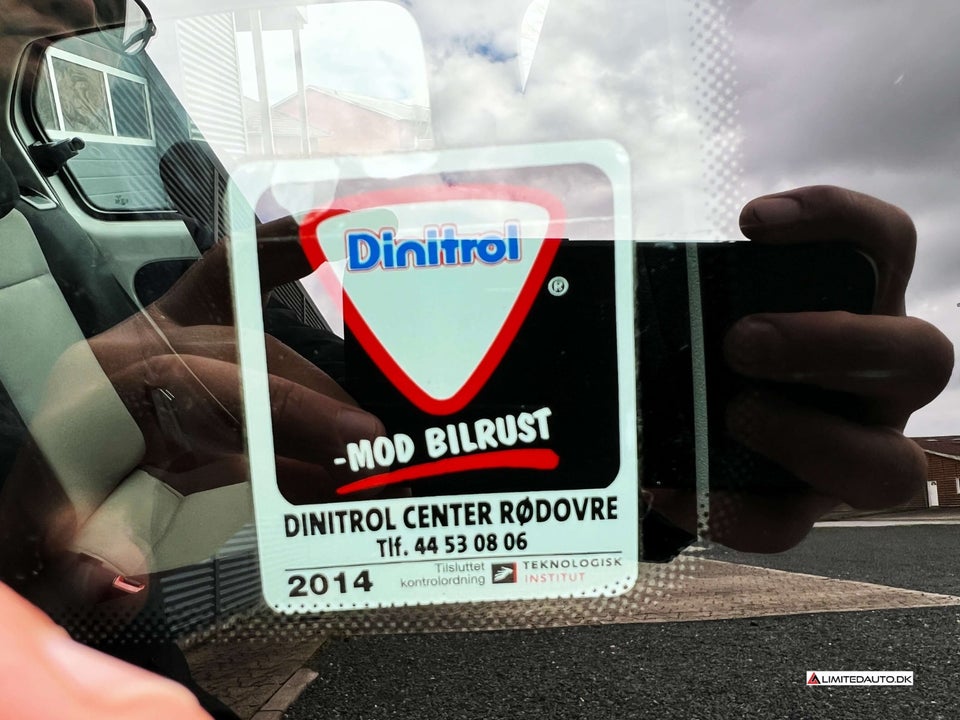 Dinitrol
®
-MOD BILRUST
DINITROL CENTER RØDOVRE
Tlf. 44 53 08 06
2014
Tilsluttet
kontrolordning
TEKNOLOGISK
INSTITUT
LIMITEDAUTO.DK